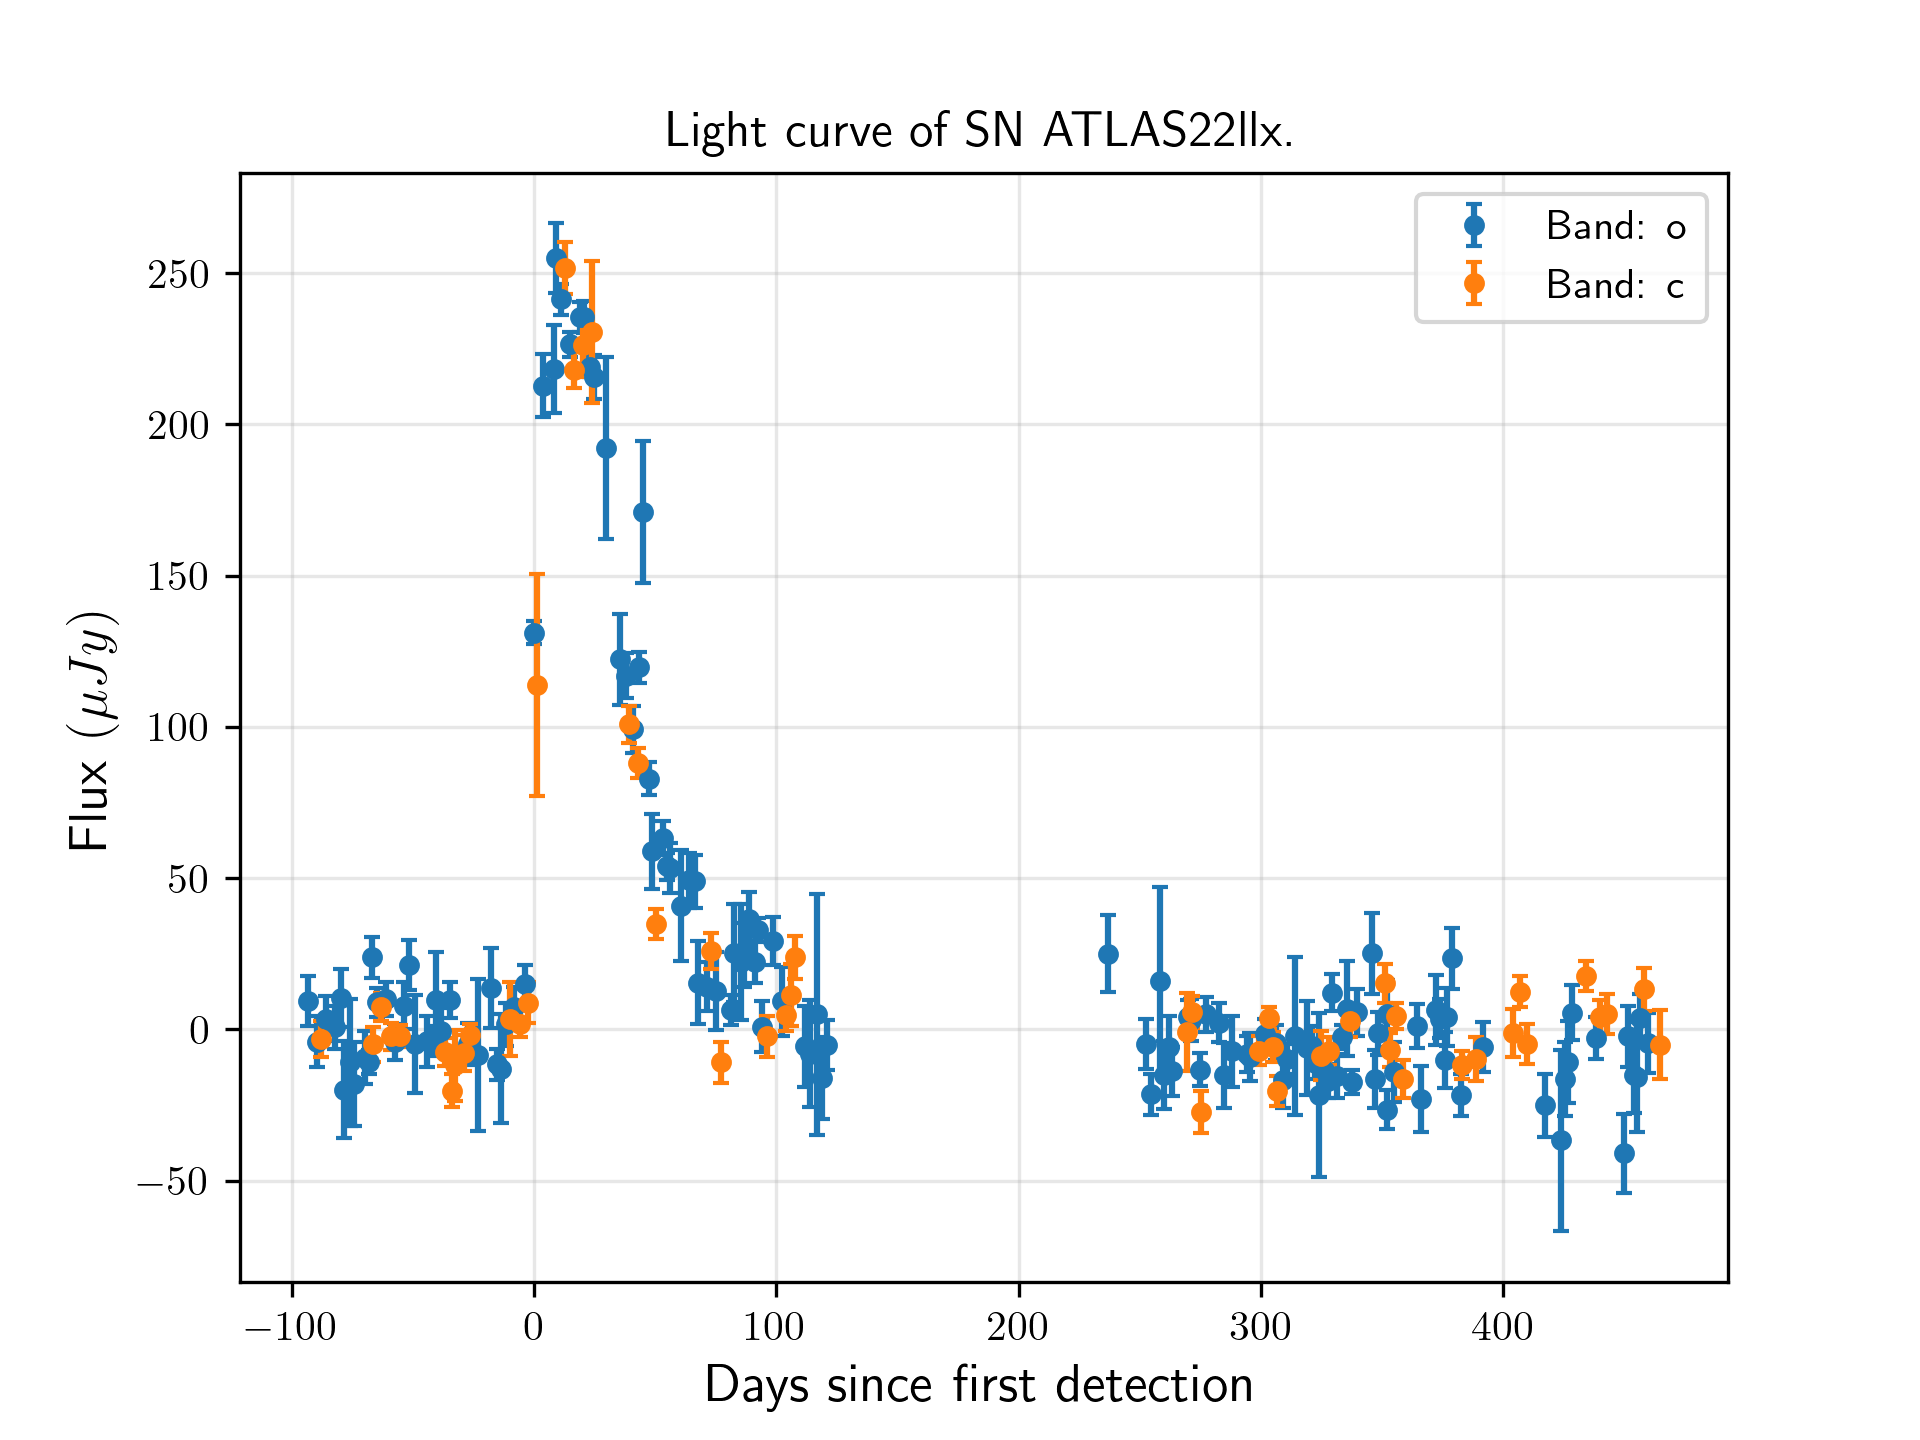 Light curve of SN ATLAS22llx.
Band: o
Band: c
250
200
150
100
50
0
−50
Flux (μJy)
−100 0 100 200 300 400
Days since first detection